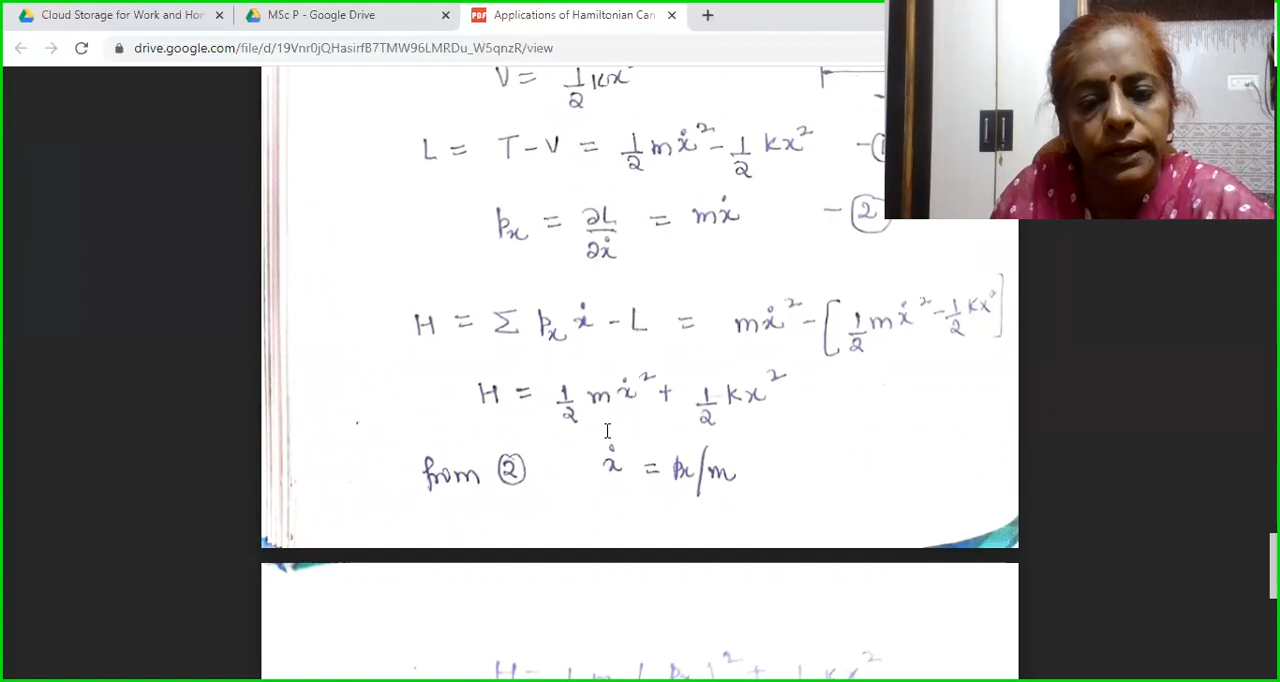 Cloud Storage for Work and Hor
MSc P - Google Drive
Applications of Hamiltonian Can
drive.google.com/file/d/19Vnr0jQHasirfB7TMW96LMRDu_W5qnzR/view
V = 1/2 kx²
L = T - V = 1/2 mẋ² - 1/2 kx² - (1
pₓ = ∂L/∂ẋ = mẋ - ②
H = Σ pₓ ẋ - L = mẋ² - [1/2 mẋ² - 1/2 kx²]
H = 1/2 mẋ² + 1/2 kx²
from ② ẋ = pₓ/m